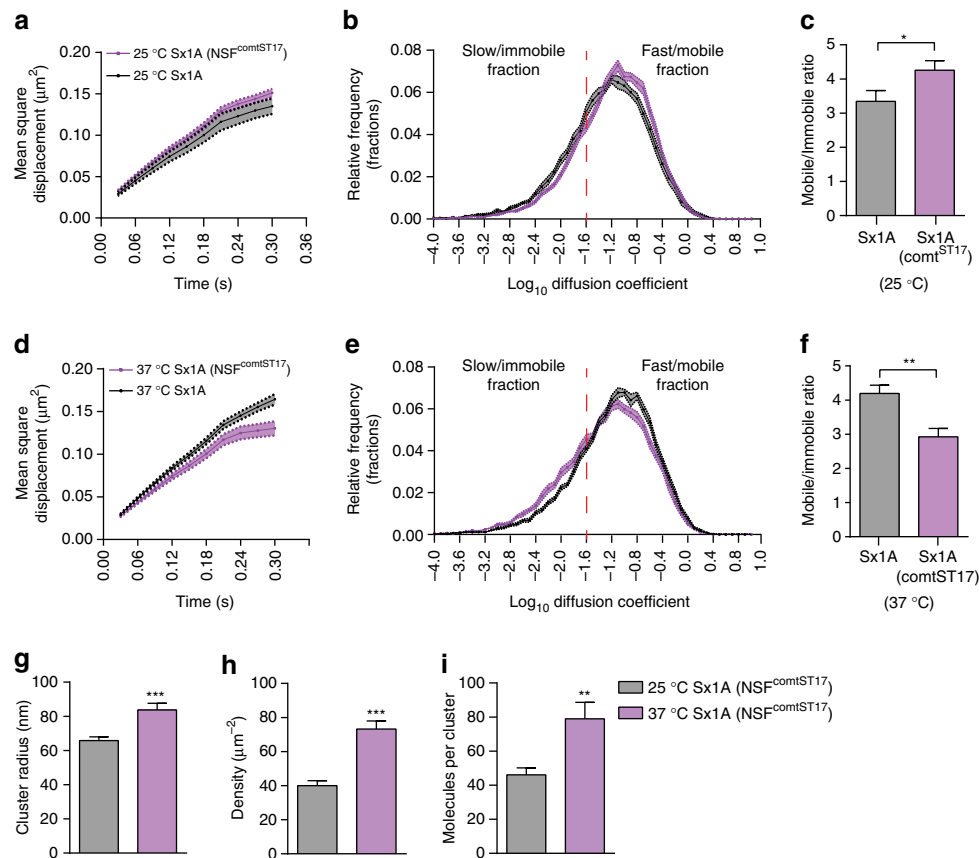 a
Mean square
displacement (μm²)
0.20
0.15
0.10
0.05
0.00
25 °C Sx1A (NSF^comtST17)
25 °C Sx1A
0.00
0.06
0.12
0.18
0.24
0.30
0.36
Time (s)
b
Relative frequency
(fractions)
0.08
0.06
0.04
0.02
0.00
Slow/immobile
fraction
Fast/mobile
fraction
−4.0
−3.6
−3.2
−2.8
−2.4
−2.0
−1.6
−1.2
−0.8
−0.4
0.0
0.4
0.8
1.0
Log₁₀ diffusion coefficient
c
Mobile/Immobile ratio
5
4
3
2
1
0
*
Sx1A
Sx1A
(comt^ST17)
(25 °C)
d
Mean square
displacement (μm²)
0.20
0.15
0.10
0.05
0.00
37 °C Sx1A (NSF^comtST17)
37 °C Sx1A
0.00
0.06
0.12
0.18
0.24
0.30
Time (s)
e
Relative frequency
(fractions)
0.08
0.06
0.04
0.02
0.00
Slow/immobile
fraction
Fast/mobile
fraction
−4.0
−3.6
−3.2
−2.8
−2.4
−2.0
−1.6
−1.2
−0.8
−0.4
0.0
0.4
0.8
1.0
Log₁₀ diffusion coefficient
f
Mobile/immobile ratio
5
4
3
2
1
0
**
Sx1A
Sx1A
(comtST17)
(37 °C)
g
Cluster radius (nm)
100
80
60
40
20
0
***
h
Density (μm⁻²)
100
80
60
40
20
0
***
i
Molecules per cluster
100
80
60
40
20
0
**
25 °C Sx1A (NSF^comtST17)
37 °C Sx1A (NSF^comtST17)